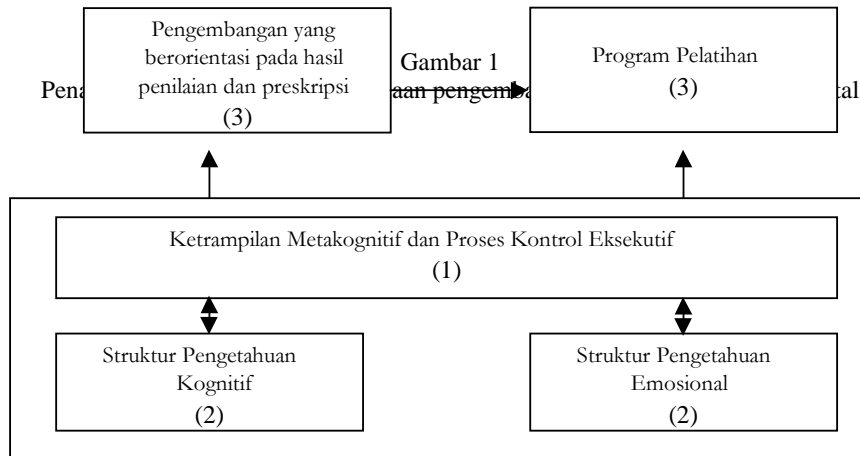 Pengembangan yang
berorientasi pada hasil
penilaian dan preskripsi
(3)
Gambar 1
Program Pelatihan
(3)
Ketrampilan Metakognitif dan Proses Kontrol Eksekutif
(1)
Struktur Pengetahuan
Kognitif
(2)
Struktur Pengetahuan
Emosional
(2)